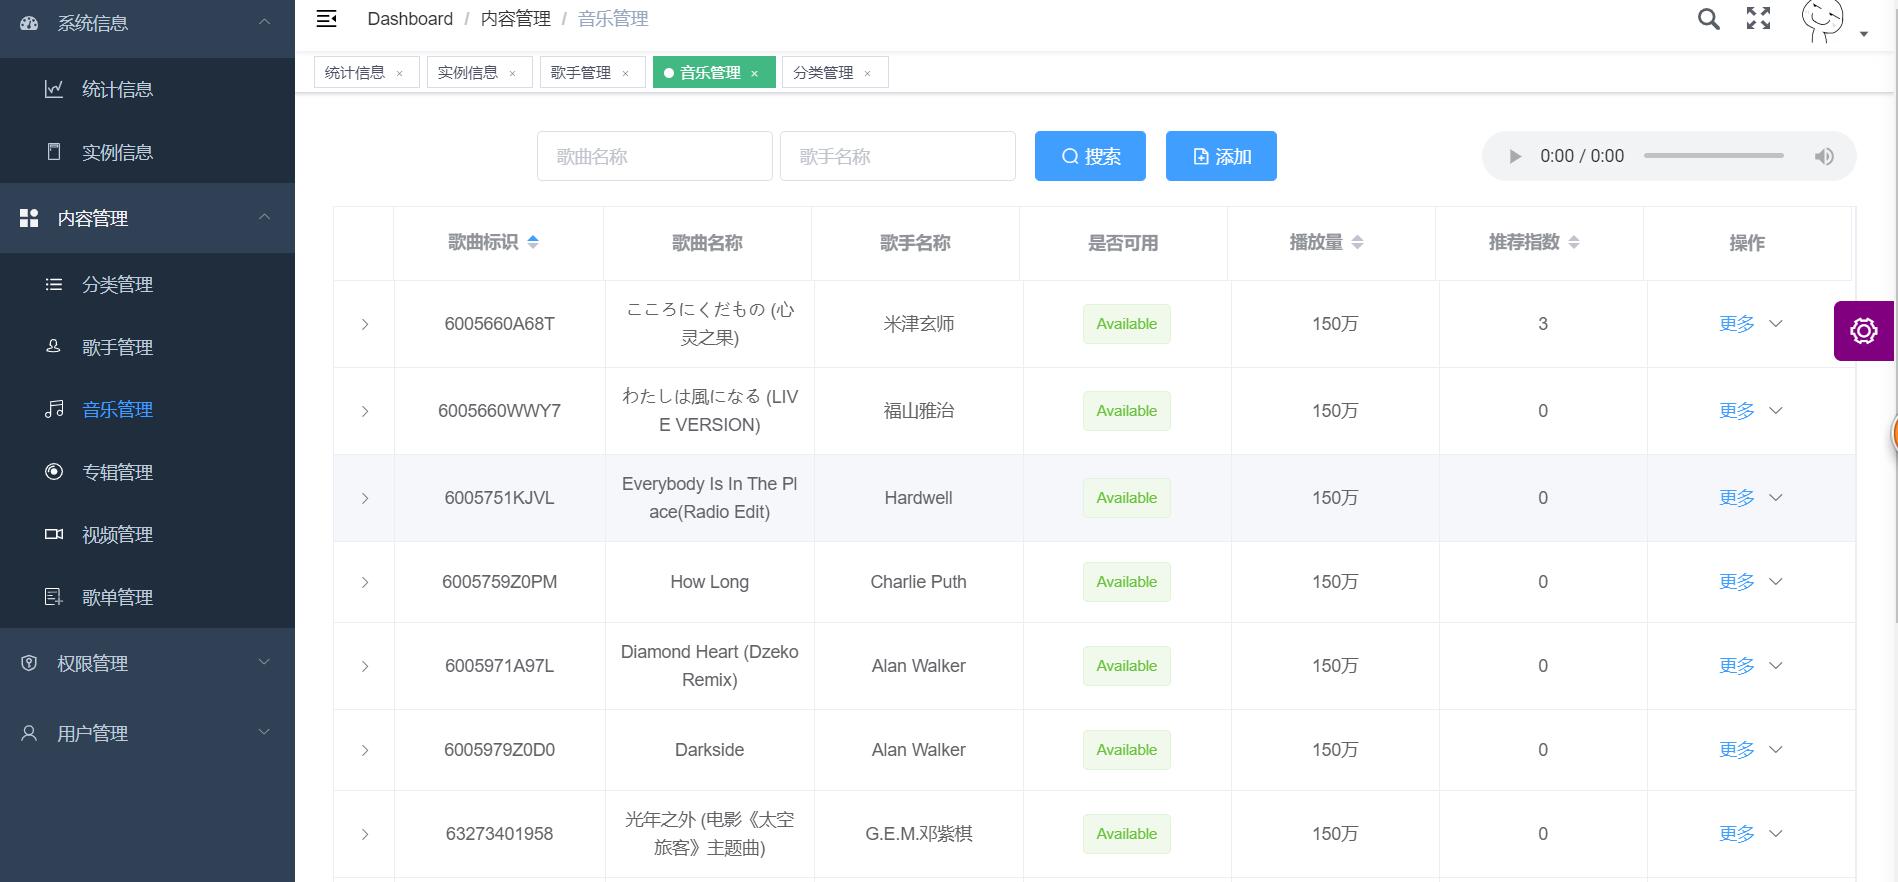 系统信息
统计信息
实例信息
内容管理
分类管理
歌手管理
音乐管理
专辑管理
视频管理
歌单管理
权限管理
用户管理
Dashboard / 内容管理 / 音乐管理
统计信息 × 实例信息 × 歌手管理 × 音乐管理 × 分类管理 ×
歌曲名称 歌手名称 搜索 添加 0:00 / 0:00
歌曲标识 歌曲名称 歌手名称 是否可用 播放量 推荐指数 操作
6005660A68T こころにくだもの (心
灵之果) 米津玄师 Available 150万 3 更多
6005660WWY7 わたしは風になる (LIV
E VERSION) 福山雅治 Available 150万 0 更多
6005751KJVL Everybody Is In The Pl
ace(Radio Edit) Hardwell Available 150万 0 更多
6005759Z0PM How Long Charlie Puth Available 150万 0 更多
6005971A97L Diamond Heart (Dzeko
Remix) Alan Walker Available 150万 0 更多
6005979Z0D0 Darkside Alan Walker Available 150万 0 更多
63273401958 光年之外 (电影《太空
旅客》主题曲) G.E.M.邓紫棋 Available 150万 0 更多